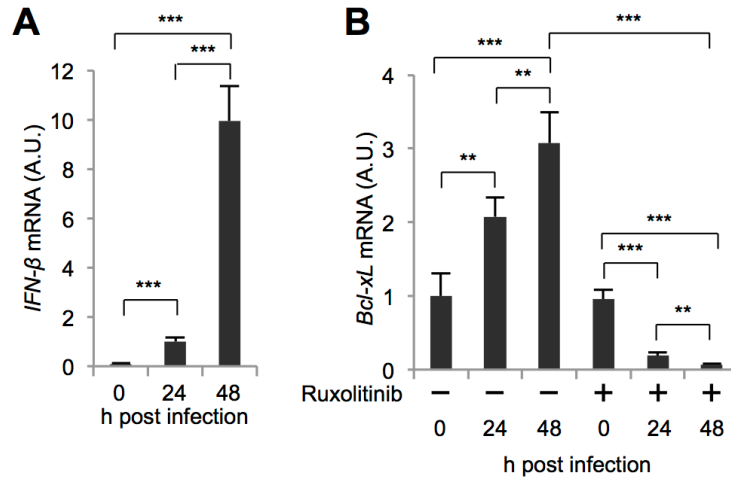 A
***
***
***
12
10
8
6
4
2
0
IFN-β mRNA (A.U.)
0 24 48
h post infection
B
***
***
**
**
***
***
**
4
3
2
1
0
Bcl-xL mRNA (A.U.)
Ruxolitinib − − − + + +
0 24 48 0 24 48
h post infection